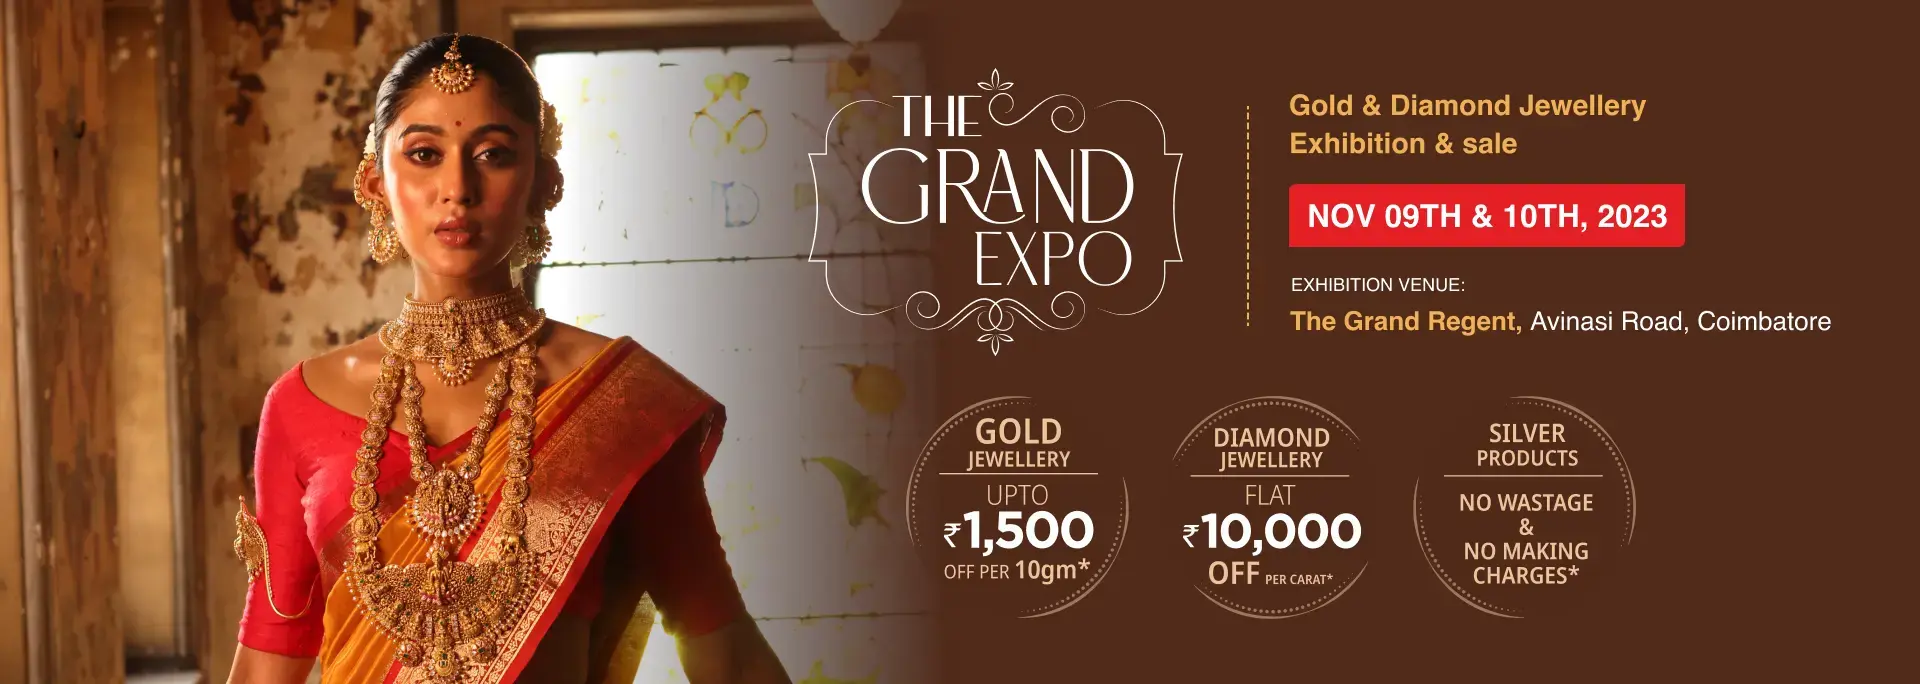 THE
GRAND
EXPO
Gold & Diamond Jewellery
Exhibition & sale
NOV 09TH & 10TH, 2023
EXHIBITION VENUE:
The Grand Regent, Avinasi Road, Coimbatore
GOLD
JEWELLERY
UPTO
₹1,500
OFF PER 10gm*
DIAMOND
JEWELLERY
FLAT
₹10,000
OFF PER CARAT*
SILVER
PRODUCTS
NO WASTAGE
&
NO MAKING
CHARGES*